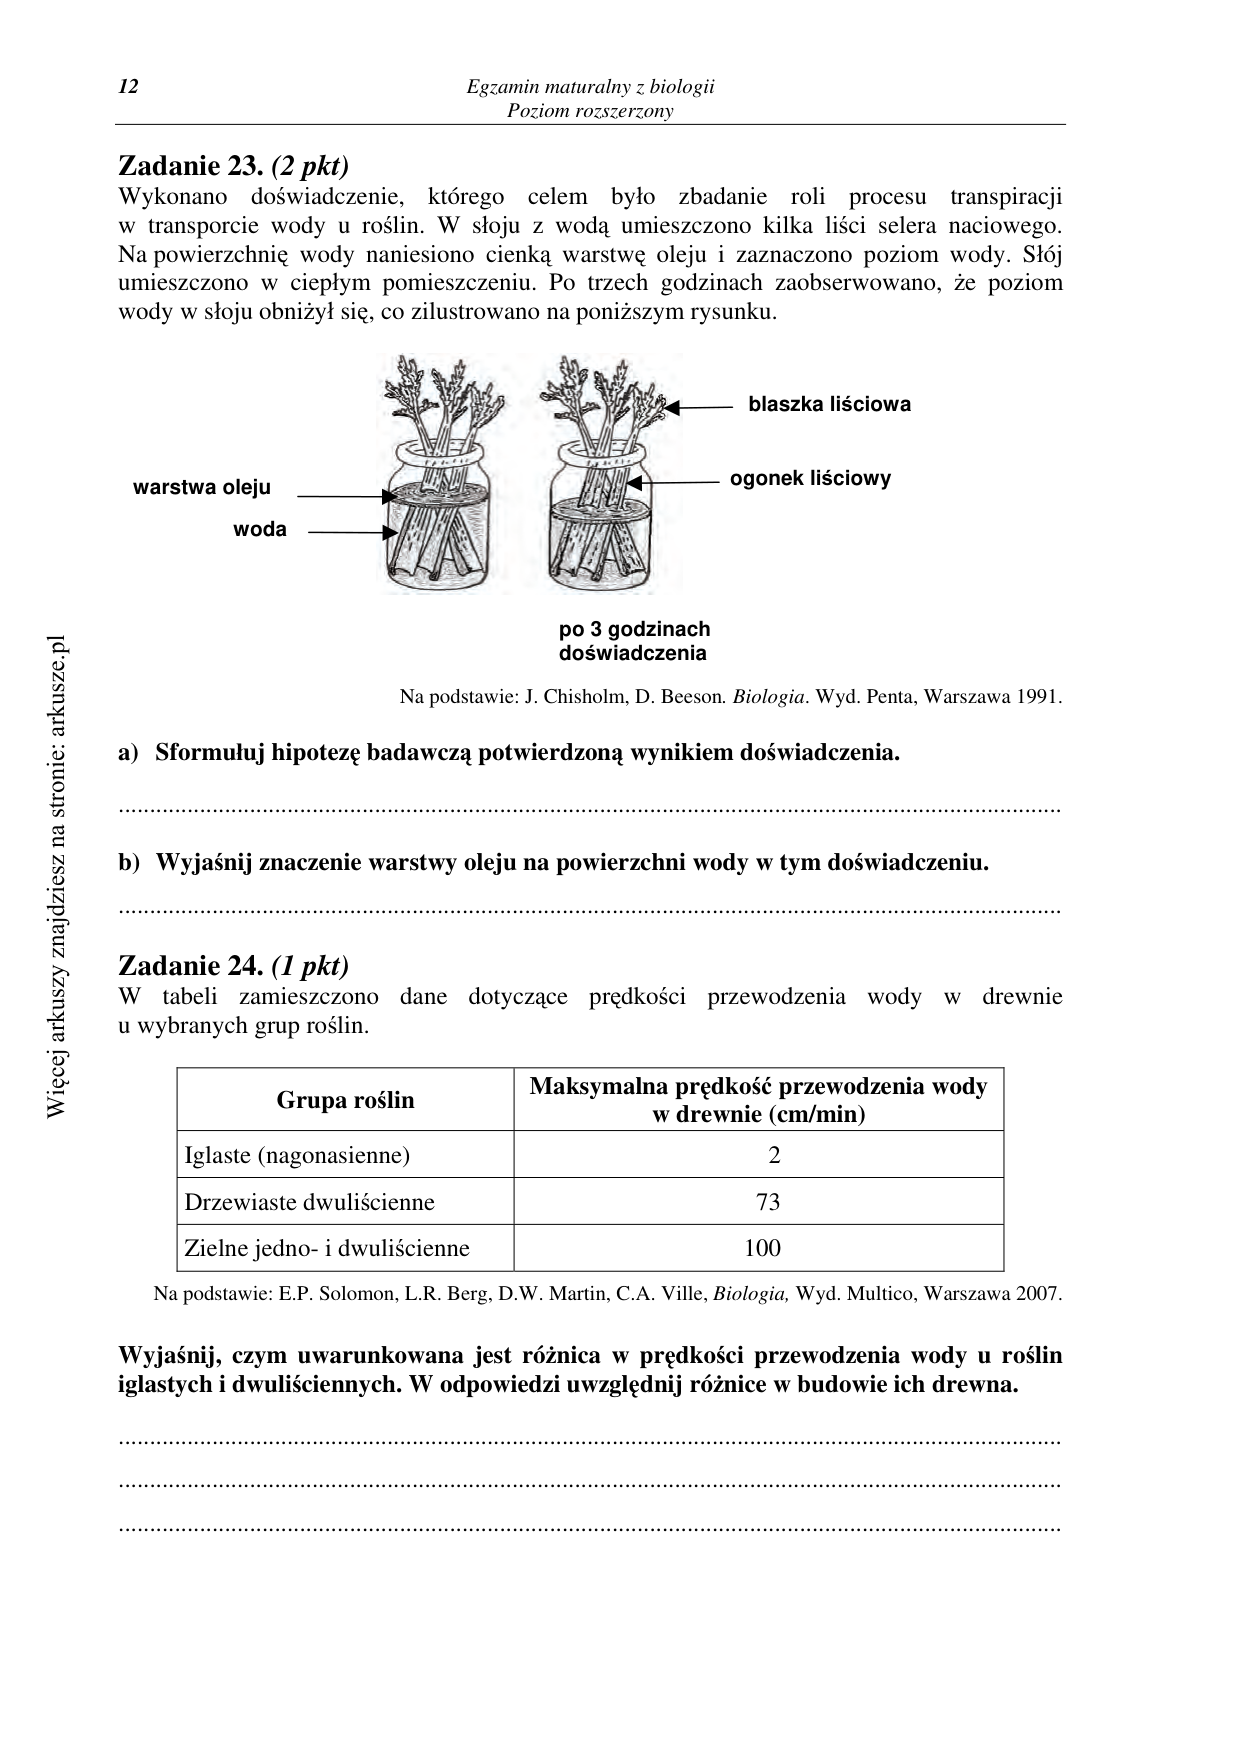 12
Egzamin maturalny z biologii
Poziom rozszerzony
Zadanie 23. (2 pkt)
Wykonano doświadczenie, którego celem było zbadanie roli procesu transpiracji
w transporcie wody u roślin. W słoju z wodą umieszczono kilka liści selera naciowego.
Na powierzchnię wody naniesiono cienką warstwę oleju i zaznaczono poziom wody. Słój
umieszczono w ciepłym pomieszczeniu. Po trzech godzinach zaobserwowano, że poziom
wody w słoju obniżył się, co zilustrowano na poniższym rysunku.
blaszka liściowa
ogonek liściowy
warstwa oleju
woda
po 3 godzinach
doświadczenia
Na podstawie: J. Chisholm, D. Beeson. Biologia. Wyd. Penta, Warszawa 1991.
a) Sformułuj hipotezę badawczą potwierdzoną wynikiem doświadczenia.
b) Wyjaśnij znaczenie warstwy oleju na powierzchni wody w tym doświadczeniu.
Zadanie 24. (1 pkt)
W tabeli zamieszczono dane dotyczące prędkości przewodzenia wody w drewnie
u wybranych grup roślin.
Grupa roślin
Maksymalna prędkość przewodzenia wody
w drewnie (cm/min)
Iglaste (nagonasienne)
2
Drzewiaste dwuliścienne
73
Zielne jedno- i dwuliścienne
100
Na podstawie: E.P. Solomon, L.R. Berg, D.W. Martin, C.A. Ville, Biologia, Wyd. Multico, Warszawa 2007.
Wyjaśnij, czym uwarunkowana jest różnica w prędkości przewodzenia wody u roślin
iglastych i dwuliściennych. W odpowiedzi uwzględnij różnice w budowie ich drewna.
Więcej arkuszy znajdziesz na stronie: arkusze.pl